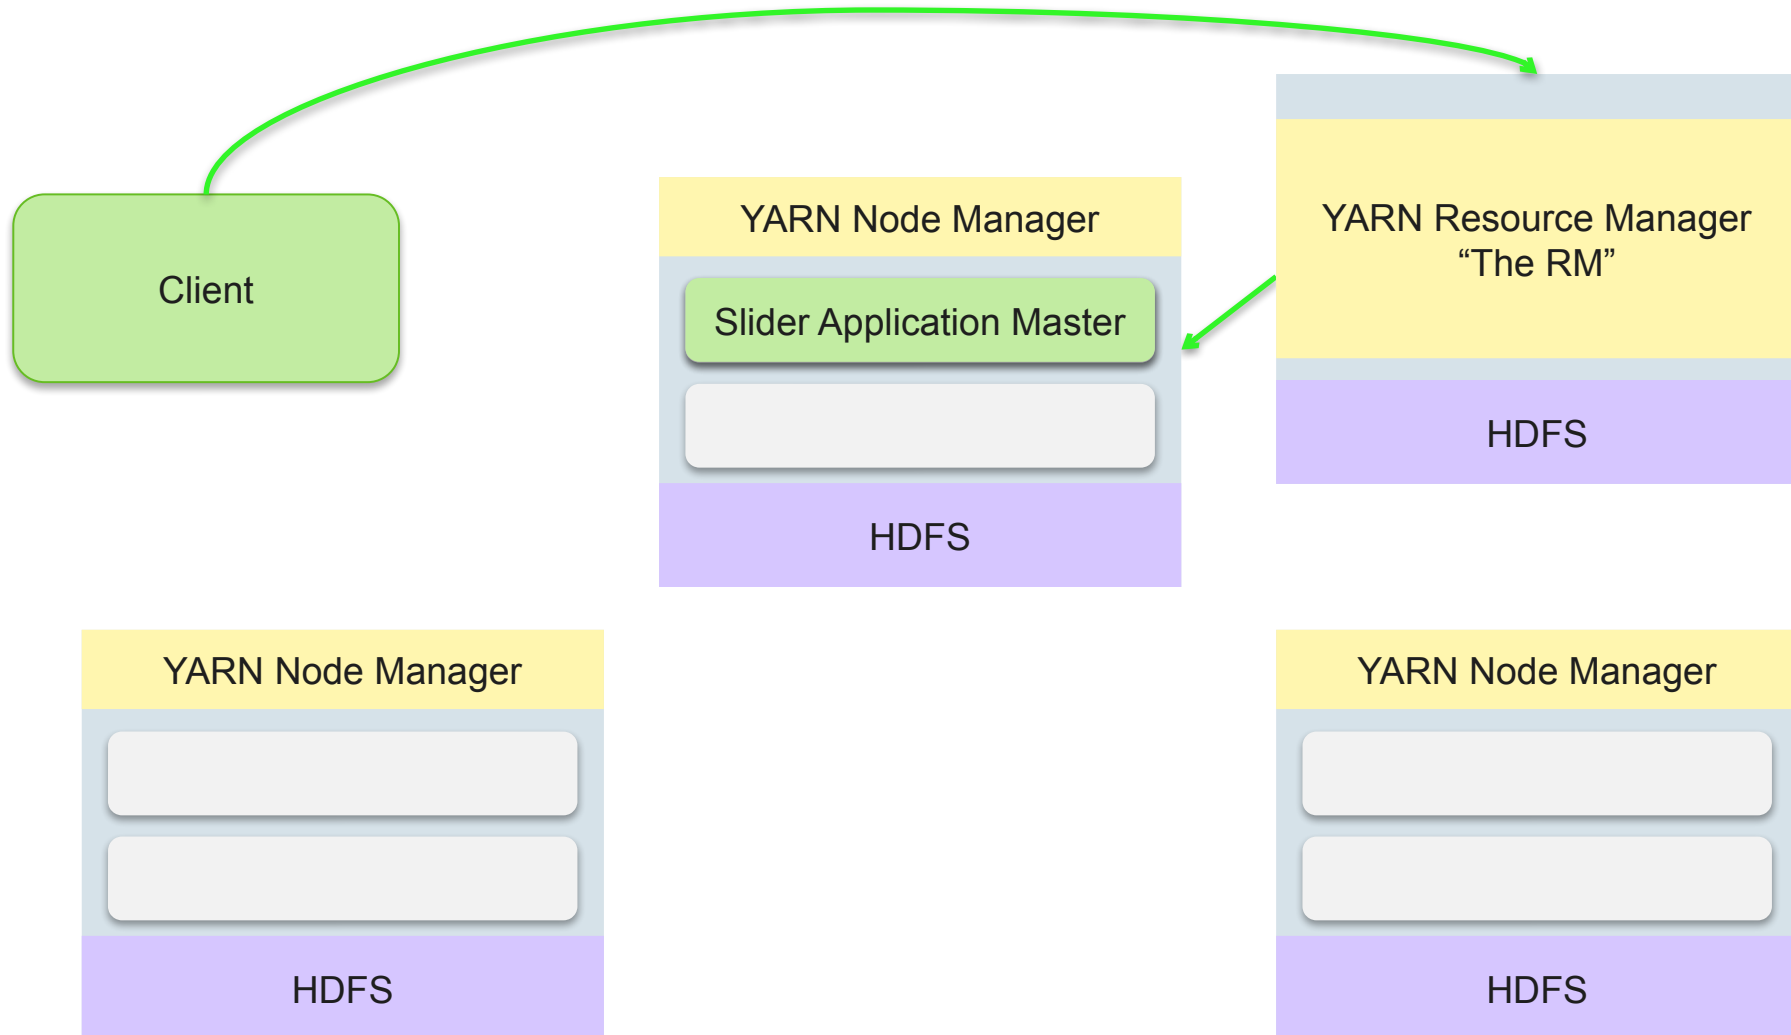 Client
YARN Node Manager
Slider Application Master
HDFS
YARN Resource Manager
“The RM”
HDFS
YARN Node Manager
HDFS
YARN Node Manager
HDFS